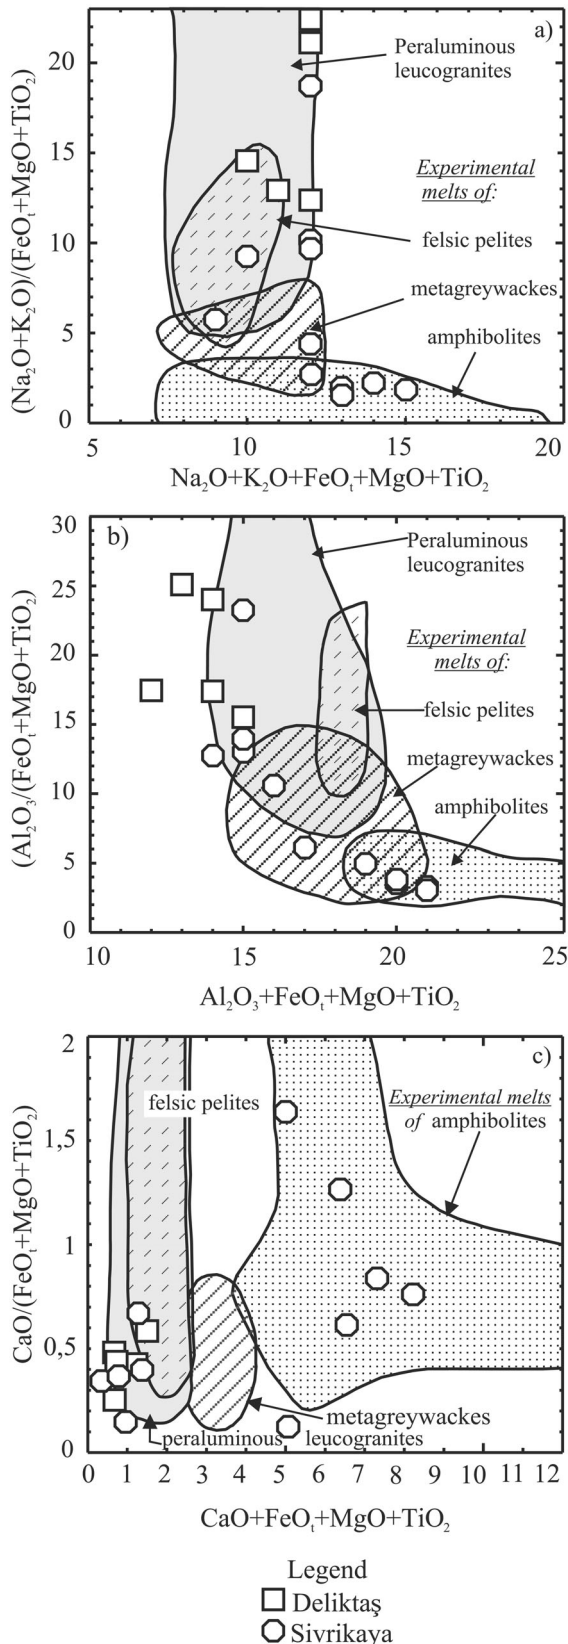 a)
20
15
10
5
0
(Na₂O+K₂O)/(FeOₜ+MgO+TiO₂)
Peraluminous
leucogranites
Experimental
melts of:
felsic pelites
metagreywackes
amphibolites
5
10
15
20
Na₂O+K₂O+FeOₜ+MgO+TiO₂
b)
30
25
20
15
10
5
0
(Al₂O₃/(FeOₜ+MgO+TiO₂)
Peraluminous
leucogranites
Experimental
melts of:
felsic pelites
metagreywackes
amphibolites
10
15
20
25
Al₂O₃+FeOₜ+MgO+TiO₂
c)
2
1,5
1
0,5
0
CaO/(FeOₜ+MgO+TiO₂)
felsic pelites
Experimental melts
of amphibolites
metagreywackes
peraluminous leucogranites
0 1 2 3 4 5 6 7 8 9 10 11 12
CaO+FeOₜ+MgO+TiO₂
Legend
Deliktaş
Sivrikaya